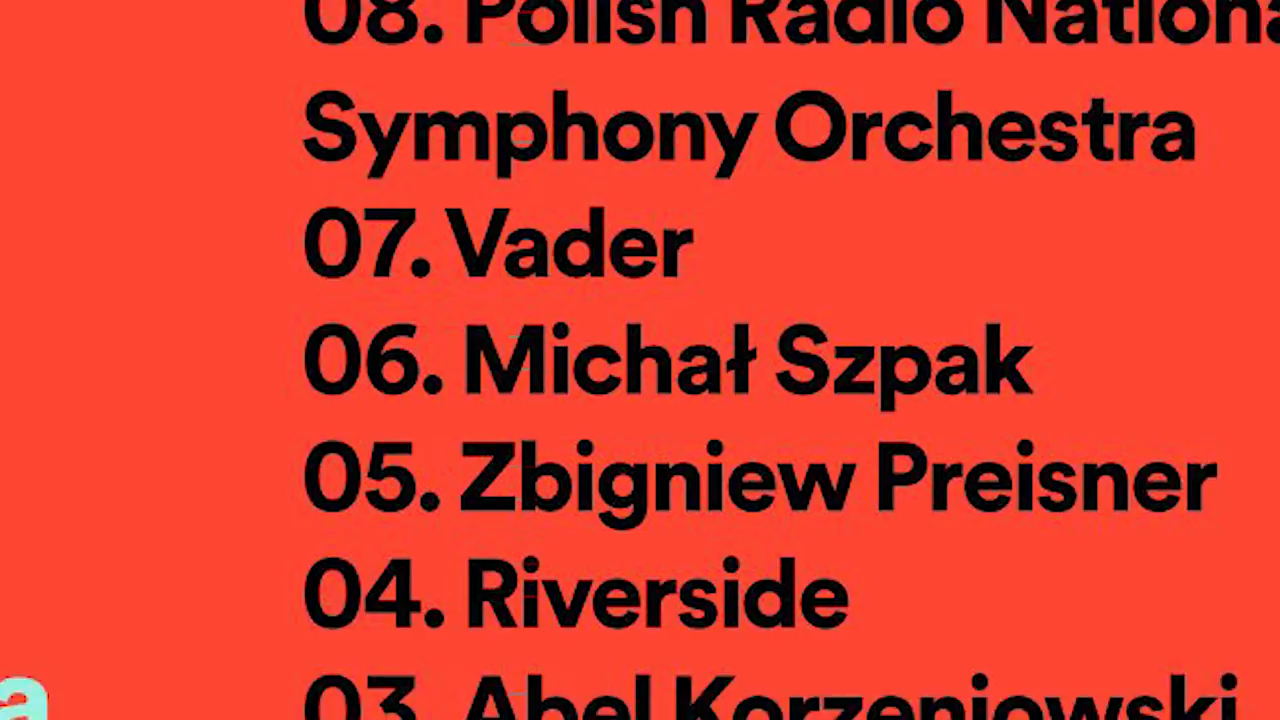 08. Polish Radio Nationa
Symphony Orchestra
07. Vader
06. Michał Szpak
05. Zbigniew Preisner
04. Riverside
03. Abel Korzeniowski
a